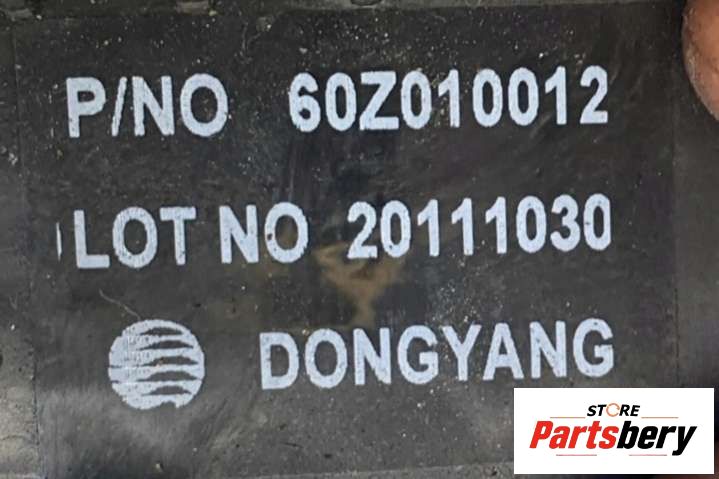 P/NO 60Z010012
LOT NO 20111030
DONGYANG
STORE
Partsbery